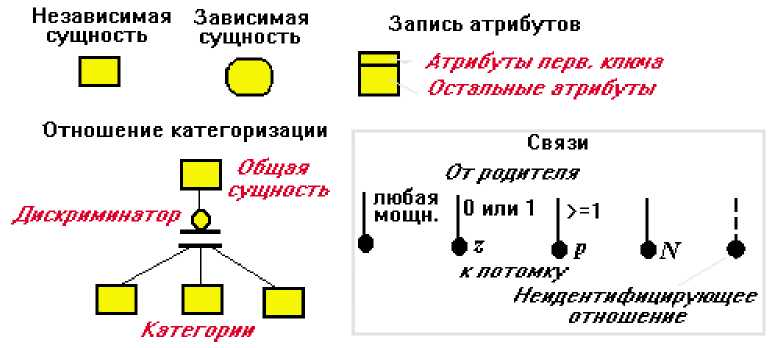 Независимая
сущность
Зависимая
сущность
Запись атрибутов
Атрибуты перв. ключа
Остальные атрибуты
Отношение категоризации
Общая
сущность
Дискриминатор
Категории
Связи
От родителя
любая
мощн.
0 или 1
>=1
z
p
N
к потомку
Неидентифицирующее
отношение